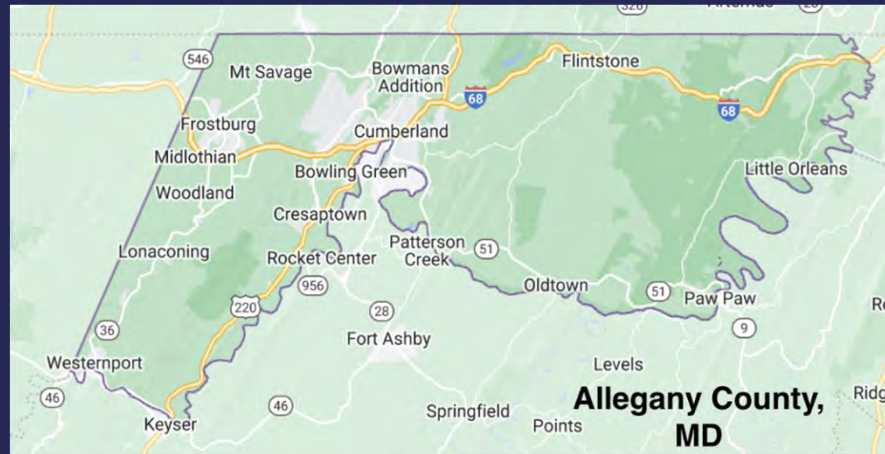 546
Mt Savage
Bowmans
Addition
Flintstone
68
68
Frostburg
Cumberland
Midlothian
Bowling Green
Little Orleans
Woodland
Cresaptown
Lonaconing
Rocket Center
Patterson
Creek
51
956
Oldtown
51
Paw Paw
220
28
36
Fort Ashby
9
Westernport
Levels
46
46
Keyser
Springfield
Points
Allegany County,
MD